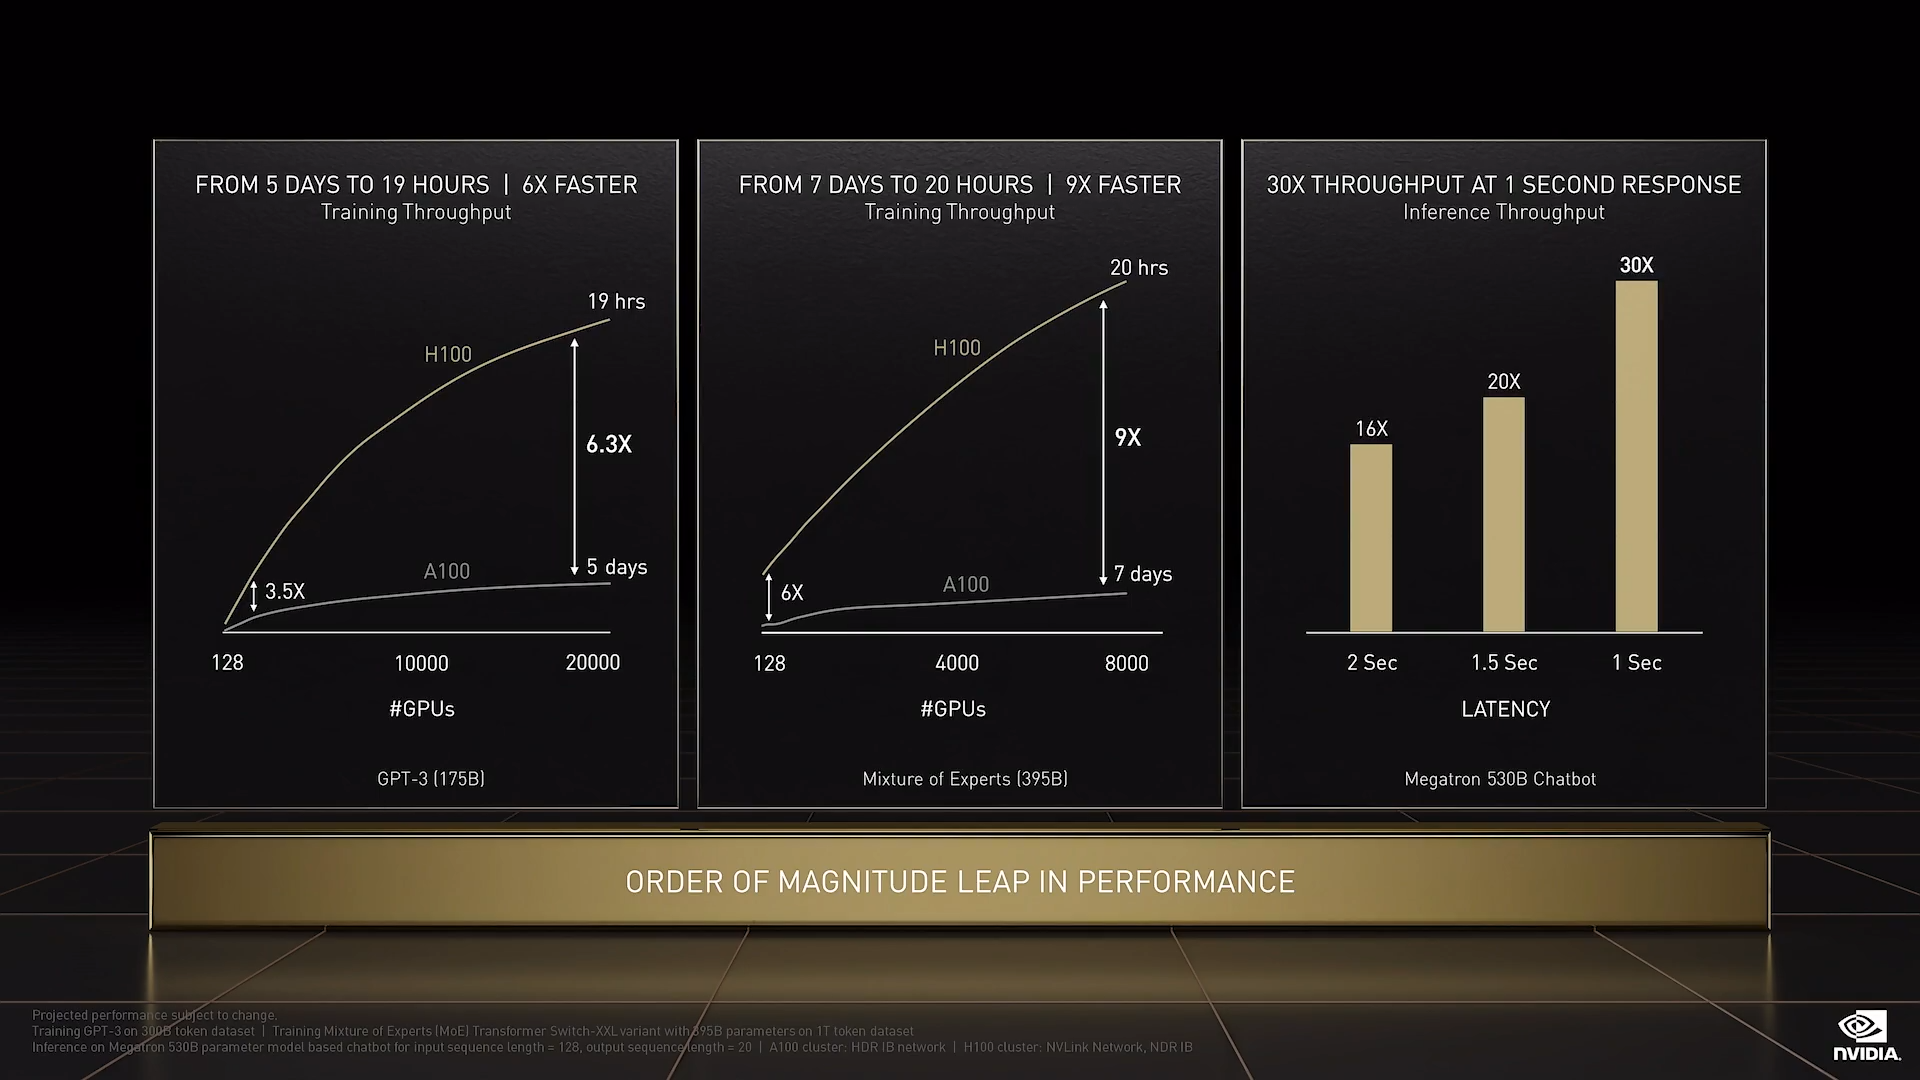 FROM 5 DAYS TO 19 HOURS | 6X FASTER
Training Throughput
19 hrs
H100
6.3X
A100
5 days
3.5X
128
10000
20000
#GPUs
GPT-3 (175B)
FROM 7 DAYS TO 20 HOURS | 9X FASTER
Training Throughput
20 hrs
H100
9X
7 days
A100
6X
128
4000
8000
#GPUs
Mixture of Experts (395B)
30X THROUGHPUT AT 1 SECOND RESPONSE
Inference Throughput
30X
20X
16X
2 Sec
1.5 Sec
1 Sec
LATENCY
Megatron 530B Chatbot
ORDER OF MAGNITUDE LEAP IN PERFORMANCE
Projected performance subject to change.
Training GPT-3 on 300B token dataset | Training Mixture of Experts (MoE) Transformer Switch-XXL variant with 395B parameters on 1T token dataset
Inference on Megatron 530B parameter model based chatbot for input sequence length = 128, output sequence length = 20 | A100 cluster: HDR IB network | H100 cluster: NVLink Network, NDR IB
NVIDIA.